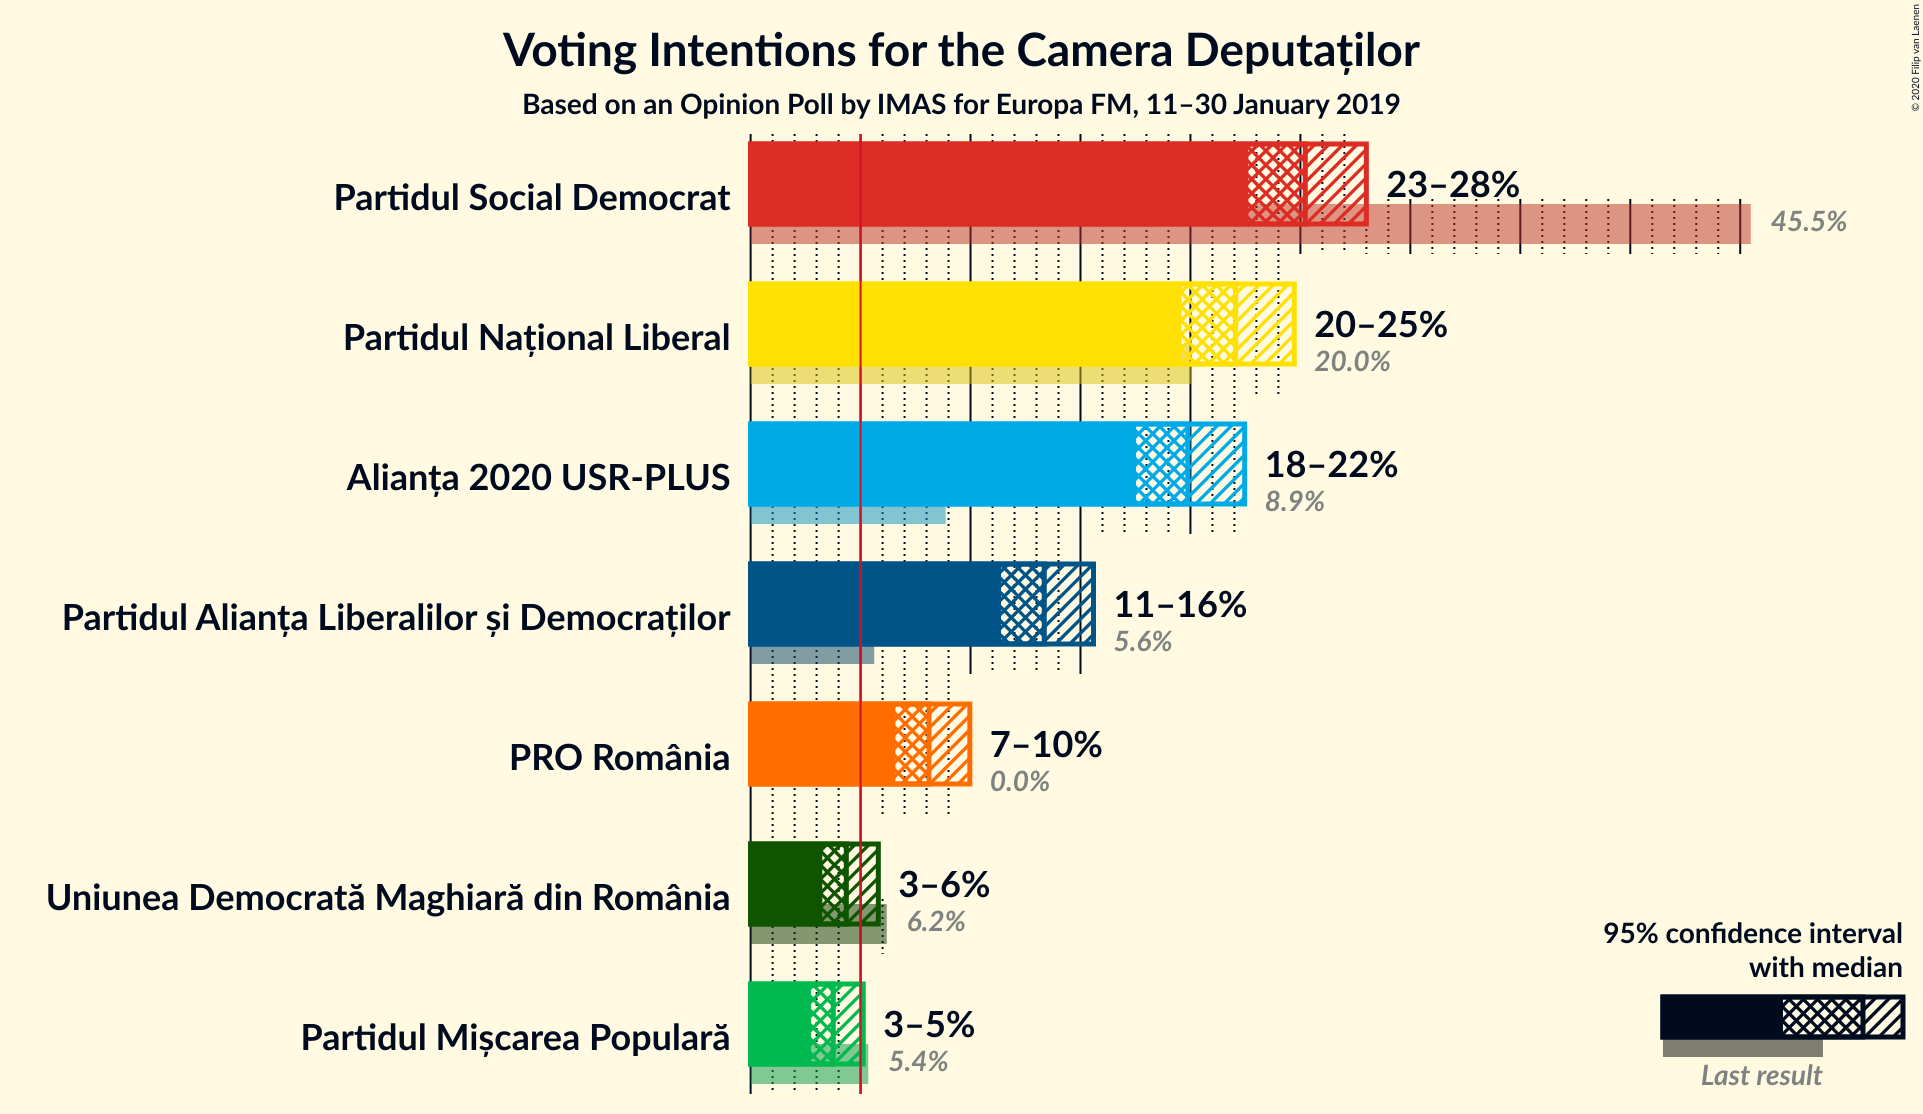 Voting Intentions for the Camera Deputaților
Based on an Opinion Poll by IMAS for Europa FM, 11–30 January 2019
© 2020 Filip van Laenen
Partidul Social Democrat
23–28%
45.5%
Partidul Național Liberal
20–25%
20.0%
Alianța 2020 USR-PLUS
18–22%
8.9%
Partidul Alianța Liberalilor și Democraților
11–16%
5.6%
PRO România
7–10%
0.0%
Uniunea Democrată Maghiară din România
3–6%
6.2%
Partidul Mișcarea Populară
3–5%
5.4%
95% confidence interval
with median
Last result